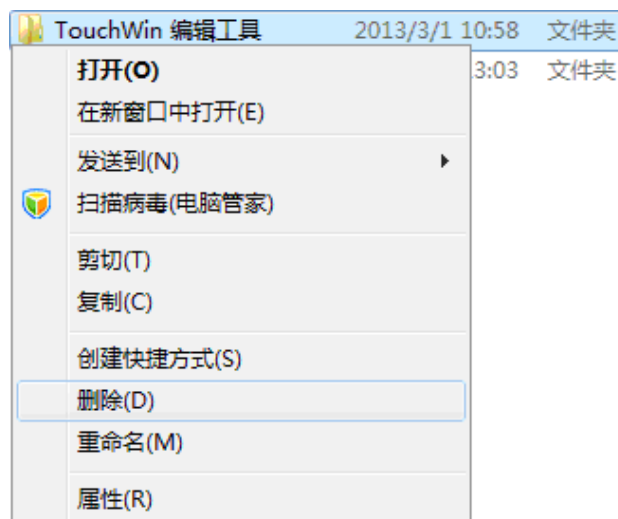 TouchWin 编辑工具 2013/3/1 10:58 文件夹
打开(O)
3:03 文件夹
在新窗口中打开(E)
发送到(N)
扫描病毒(电脑管家)
剪切(T)
复制(C)
创建快捷方式(S)
删除(D)
重命名(M)
属性(R)